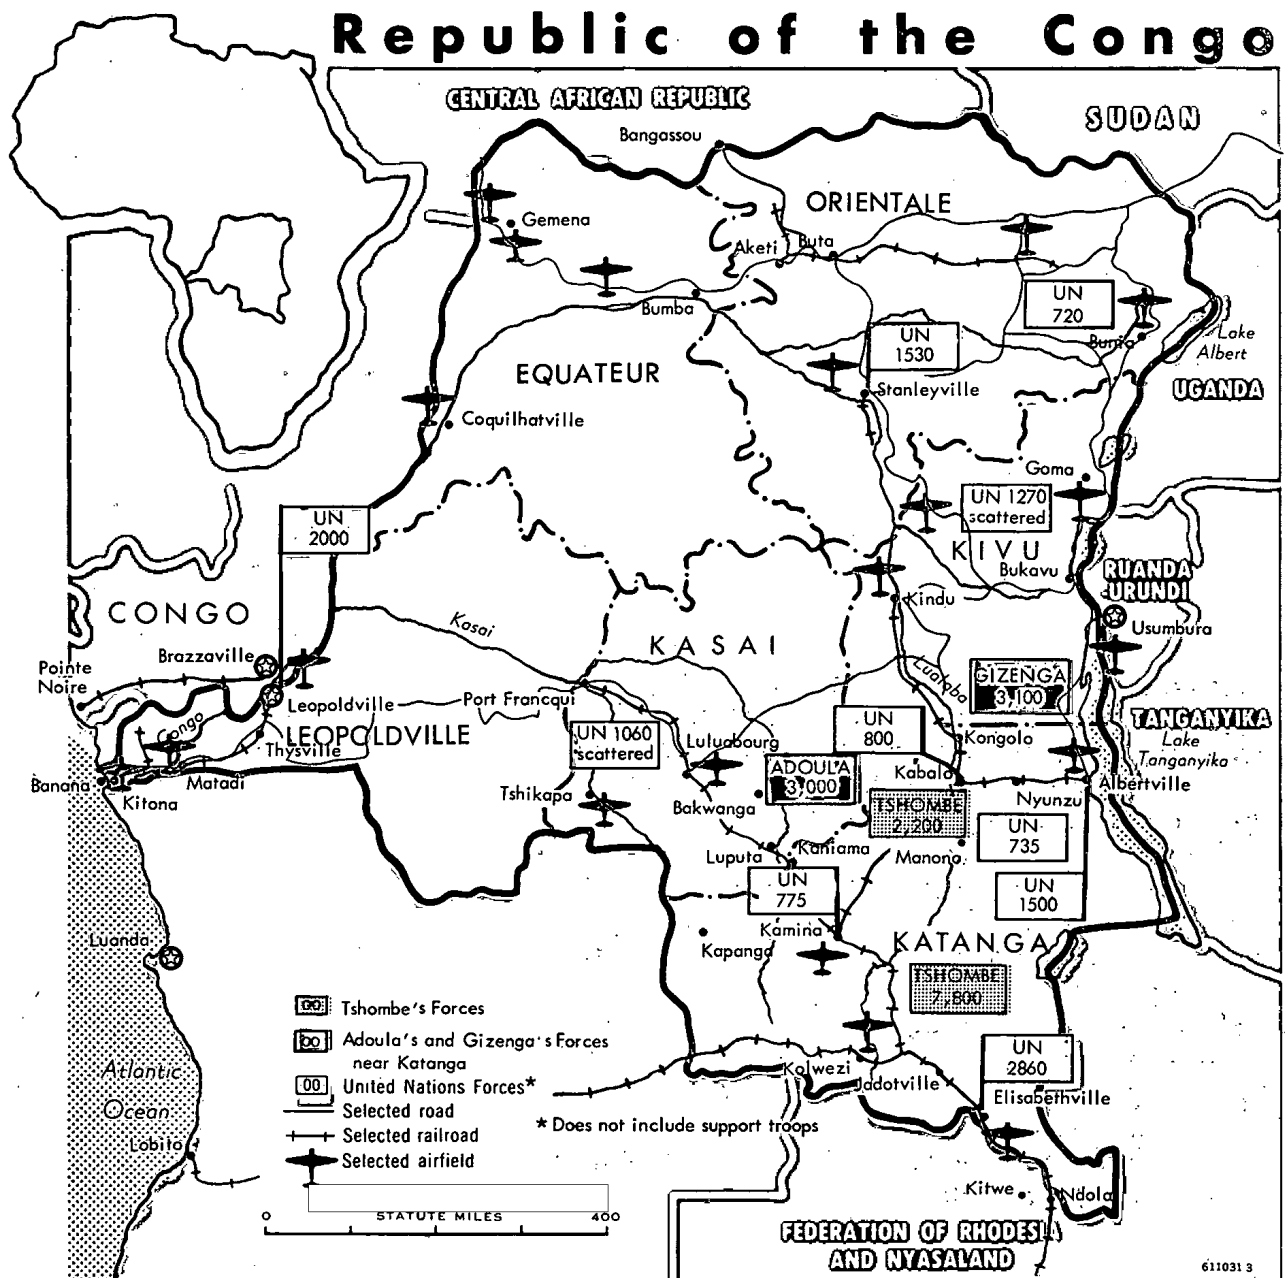 Republic of the Congo
CENTRAL AFRICAN REPUBLIC
SUDAN
Bangassou
ORIENTALE
Gemena
Aketi
Buta
Bumba
UN
720
Bunia
Lake
Albert
UN
1530
EQUATEUR
Stanleyville
UGANDA
Coquilhatville
Goma
UN 1270
scattered
UN
2000
KIVU
Bukavu
RUANDA
URUNDI
CONGO
Kindu
Usumbura
Kasai
KASAI
Brazzaville
Pointe
Noire
Lualaba
GIZENGA
3,100
Leopoldville
Port Francqui
Congo
LEOPOLDVILLE
Thysville
UN 1060
scattered
Luluabourg
UN
800
Kongolo
TANGANYIKA
Lake
Tanganyika
Banana
Kitona
Matadi
ADOULA
3,000
Kabalo
Nyunzu
Albertville
Tshikapa
Bakwanga
TSHOMBE
2,200
UN
735
Luputa
Kaniama
Manono
UN
775
UN
1500
Kamina
Kapanga
KATANGA
Luanda
TSHOMBE
7,800
00 Tshombe's Forces
00 Adoula's and Gizenga's Forces
near Katanga
00 United Nations Forces*
Selected road
Selected railroad
Selected airfield
Atlantic
Ocean
Lobito
UN
2860
Kolwezi
Jadotville
Elisabethville
* Does not include support troops
Kitwe
Ndola
0 STATUTE MILES 400
FEDERATION OF RHODESIA
AND NYASALAND
611031 3